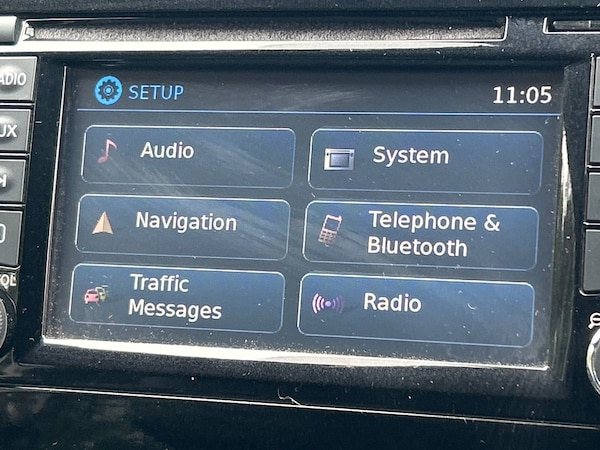 SETUP 11:05
Audio
System
Navigation
Telephone &
Bluetooth
Traffic
Messages
Radio